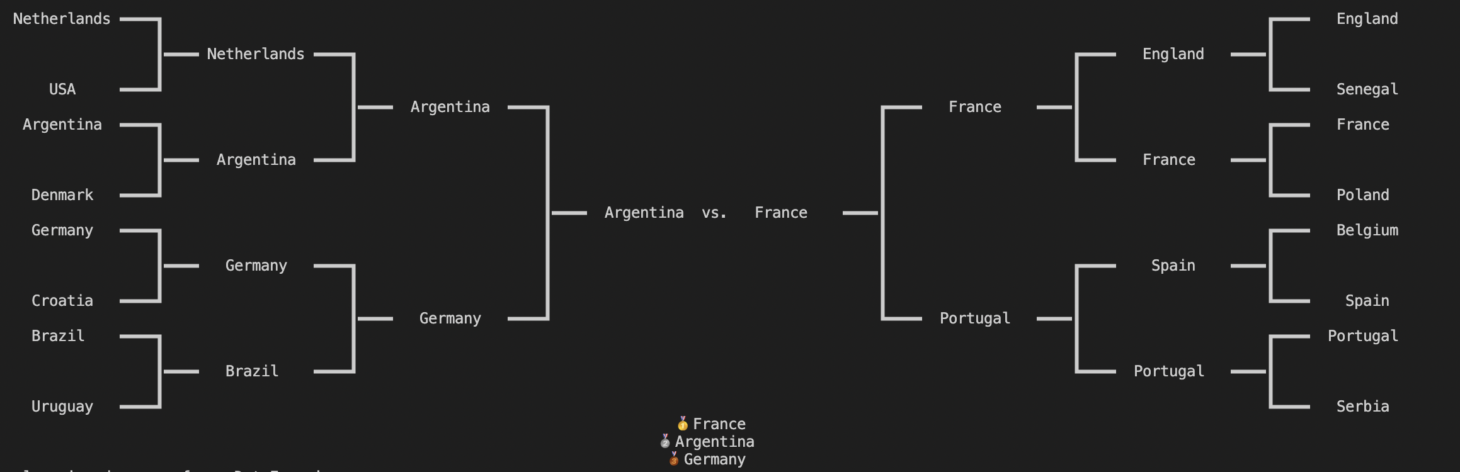 Netherlands England
Netherlands England
USA Senegal
Argentina France
Argentina France
Argentina France
Denmark Poland
Argentina vs. France
Germany Belgium
Germany Spain
Croatia Spain
Germany Portugal
Brazil Portugal
Brazil Portugal
Uruguay Serbia
🥇France
🥈Argentina
🥉Germany